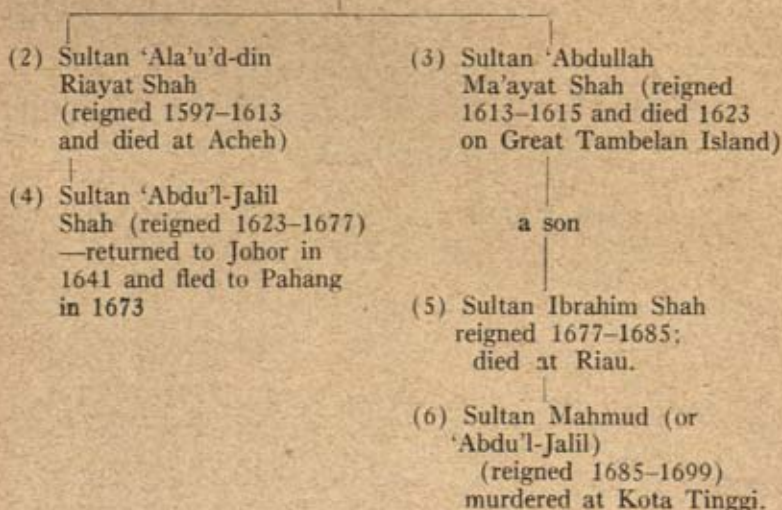 (2) Sultan ‘Ala'u'd-din
Riayat Shah
(reigned 1597–1613
and died at Acheh)
(4) Sultan ‘Abdu'l-Jalil
Shah (reigned 1623–1677)
—returned to Johor in
1641 and fled to Pahang
in 1673
(3) Sultan ‘Abdullah
Ma'ayat Shah (reigned
1613–1615 and died 1623
on Great Tambelan Island)
a son
(5) Sultan Ibrahim Shah
reigned 1677–1685;
died at Riau.
(6) Sultan Mahmud (or
‘Abdu'l-Jalil)
(reigned 1685–1699)
murdered at Kota Tinggi.